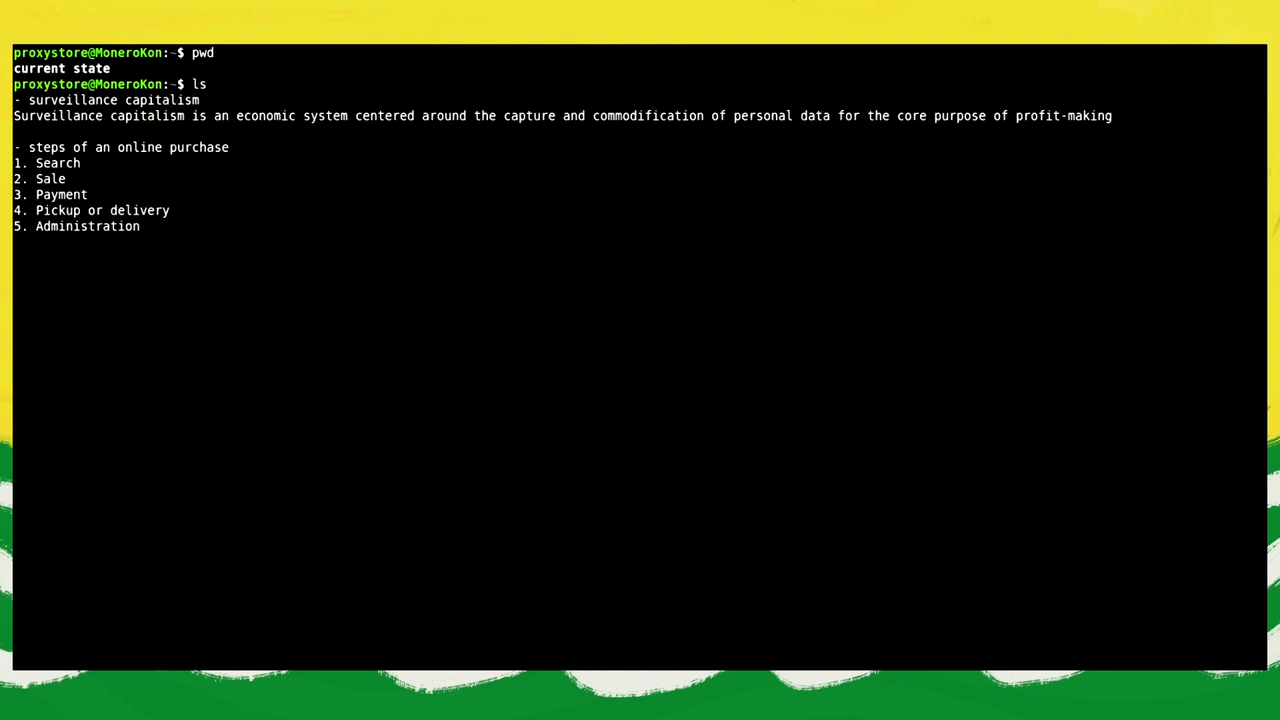 proxystore@MoneroKon:~$ pwd
current state
proxystore@MoneroKon:~$ ls
- surveillance capitalism
Surveillance capitalism is an economic system centered around the capture and commodification of personal data for the core purpose of profit-making
- steps of an online purchase
1. Search
2. Sale
3. Payment
4. Pickup or delivery
5. Administration